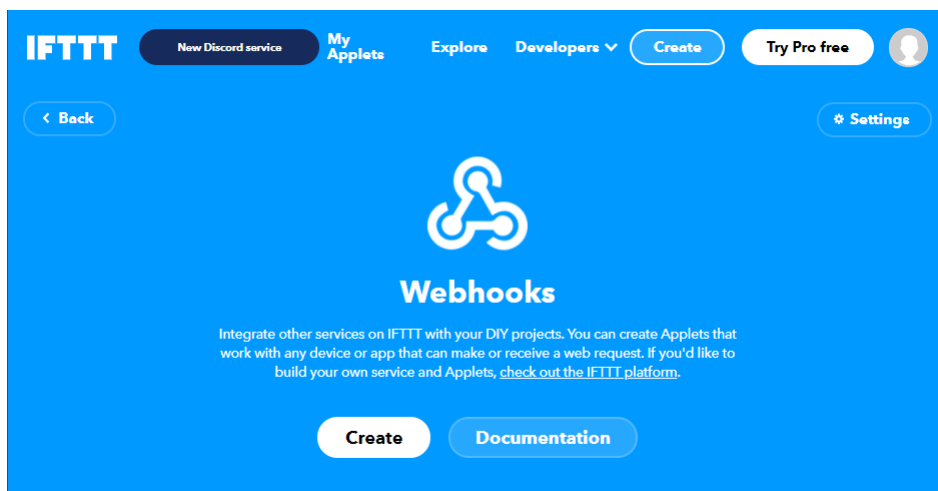 IFTTT
New Discord service
My
Applets
Explore
Developers
Create
Try Pro free
Back
Settings
Webhooks
Integrate other services on IFTTT with your DIY projects. You can create Applets that
work with any device or app that can make or receive a web request. If you'd like to
build your own service and Applets, check out the IFTTT platform.
Create
Documentation